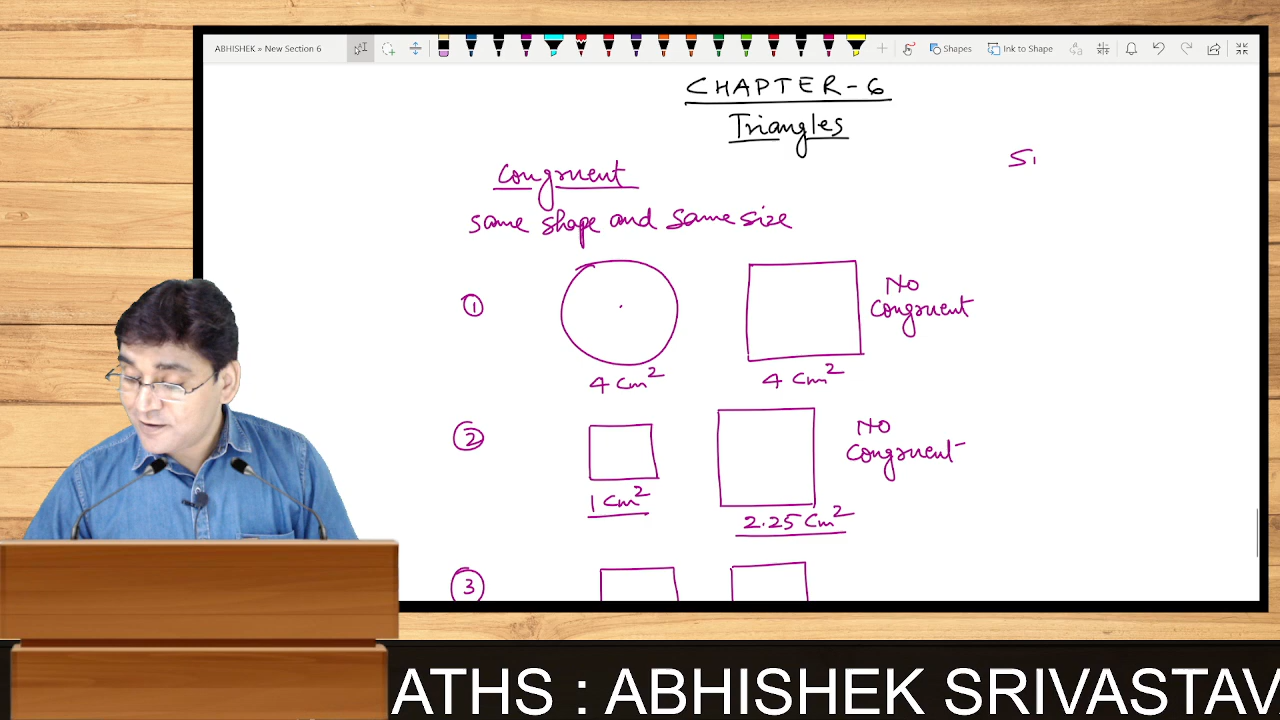 ABHISHEK » New Section 6
Shapes
Ink to Shape
CHAPTER-6
Triangles
Congruent
same shape and same size
①
No
Congruent
4 cm²
4 cm²
②
No
Congruent
1 cm²
2.25 cm²
③
ATHS : ABHISHEK SRIVASTAV